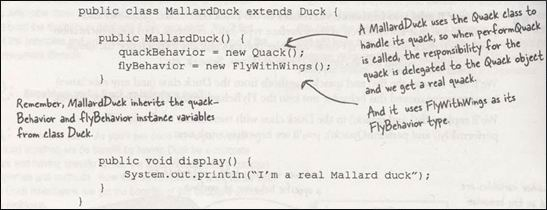 public class MallardDuck extends Duck {
public MallardDuck() {
quackBehavior = new Quack();
flyBehavior = new FlyWithWings();
}
A MallardDuck uses the Quack class to
handle its quack, so when performQuack
is called, the responsibility for the
quack is delegated to the Quack object
and we get a real quack.
And it uses FlyWithWings as its
FlyBehavior type.
Remember, MallardDuck inherits the quack-
Behavior and flyBehavior instance variables
from class Duck.
public void display() {
System.out.println("I'm a real Mallard duck");
}
}